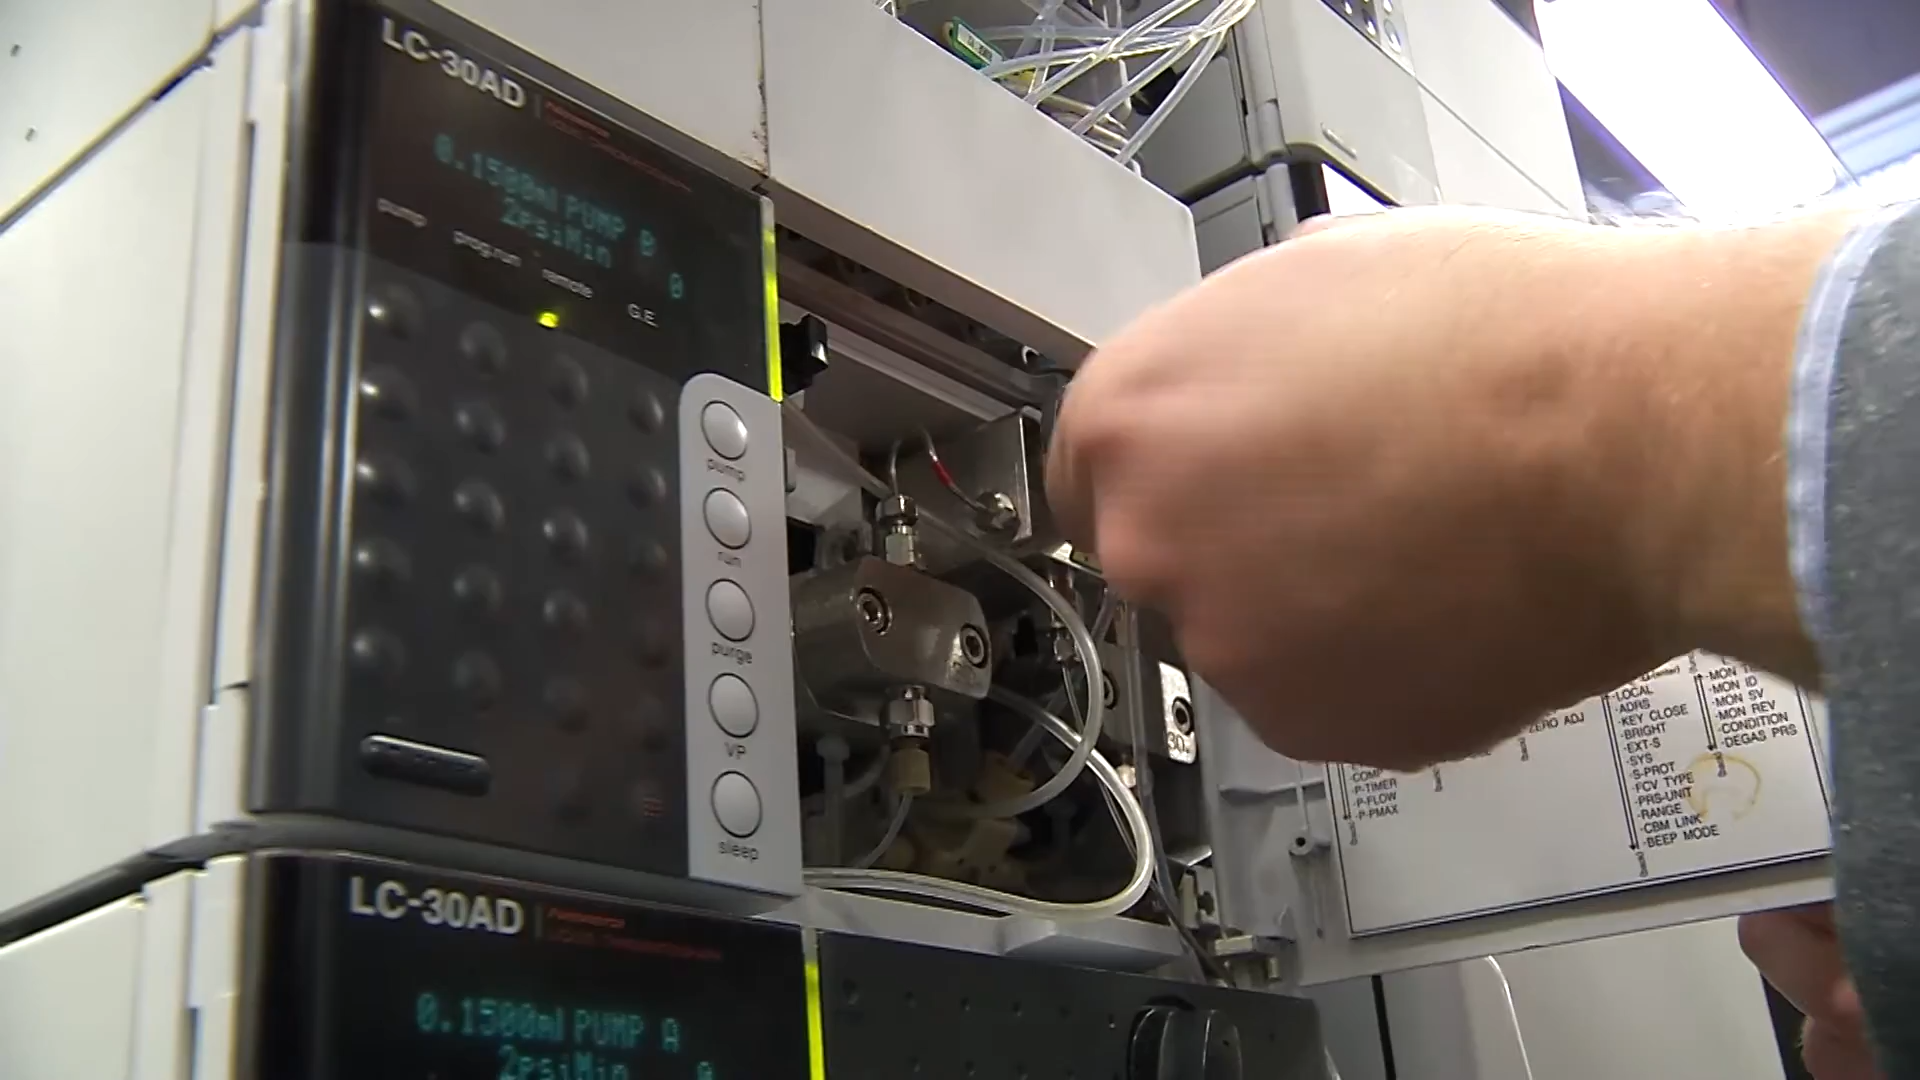 LC-30AD
0.1500ml PUMP B
2psiMin 0
pump
prog.run
remote
G.E.
pump
run
purge
VP
sleep
LC-30AD
0.1500ml PUMP A
2psiMin 0
-P-TIMER
-P-FLOW
-P-PMAX
ZERO ADJ
-LOCAL
-ADRS
-KEY CLOSE
-BRIGHT
-EXT-S
-SYS
-S-PROT
-FCV TYPE
-PRS-UNIT
-RANGE
-CBM LINK
-BEEP MODE
-MON ID
-MON SV
-MON REV
-CONDITION
-DEGAS PRS